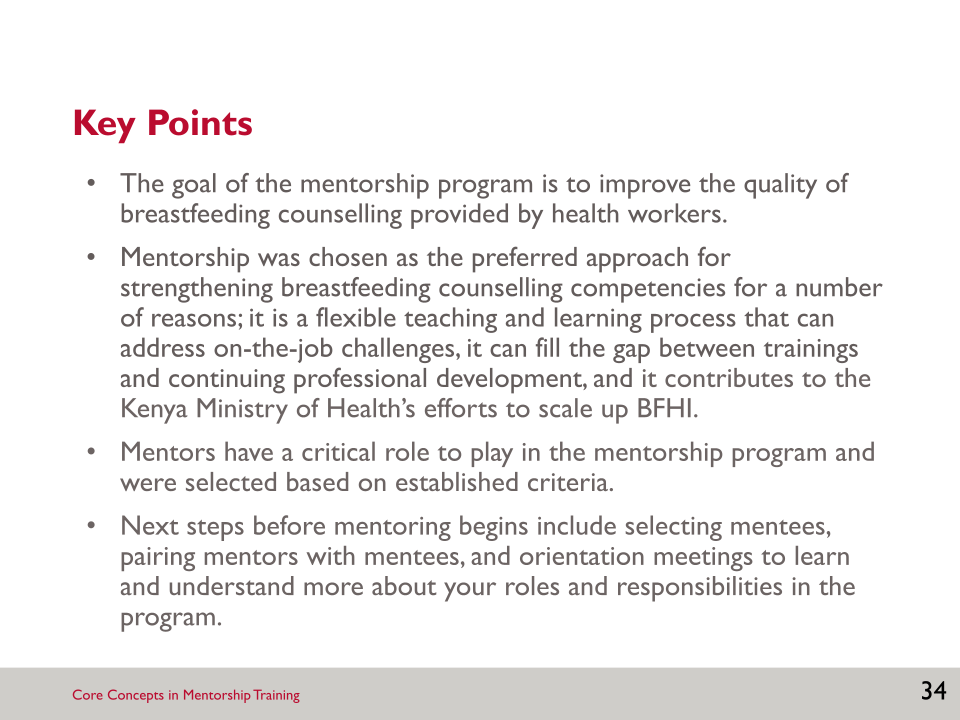 Key Points
• The goal of the mentorship program is to improve the quality of
breastfeeding counselling provided by health workers.
• Mentorship was chosen as the preferred approach for
strengthening breastfeeding counselling competencies for a number
of reasons; it is a flexible teaching and learning process that can
address on-the-job challenges, it can fill the gap between trainings
and continuing professional development, and it contributes to the
Kenya Ministry of Health’s efforts to scale up BFHI.
• Mentors have a critical role to play in the mentorship program and
were selected based on established criteria.
• Next steps before mentoring begins include selecting mentees,
pairing mentors with mentees, and orientation meetings to learn
and understand more about your roles and responsibilities in the
program.
Core Concepts in Mentorship Training
34